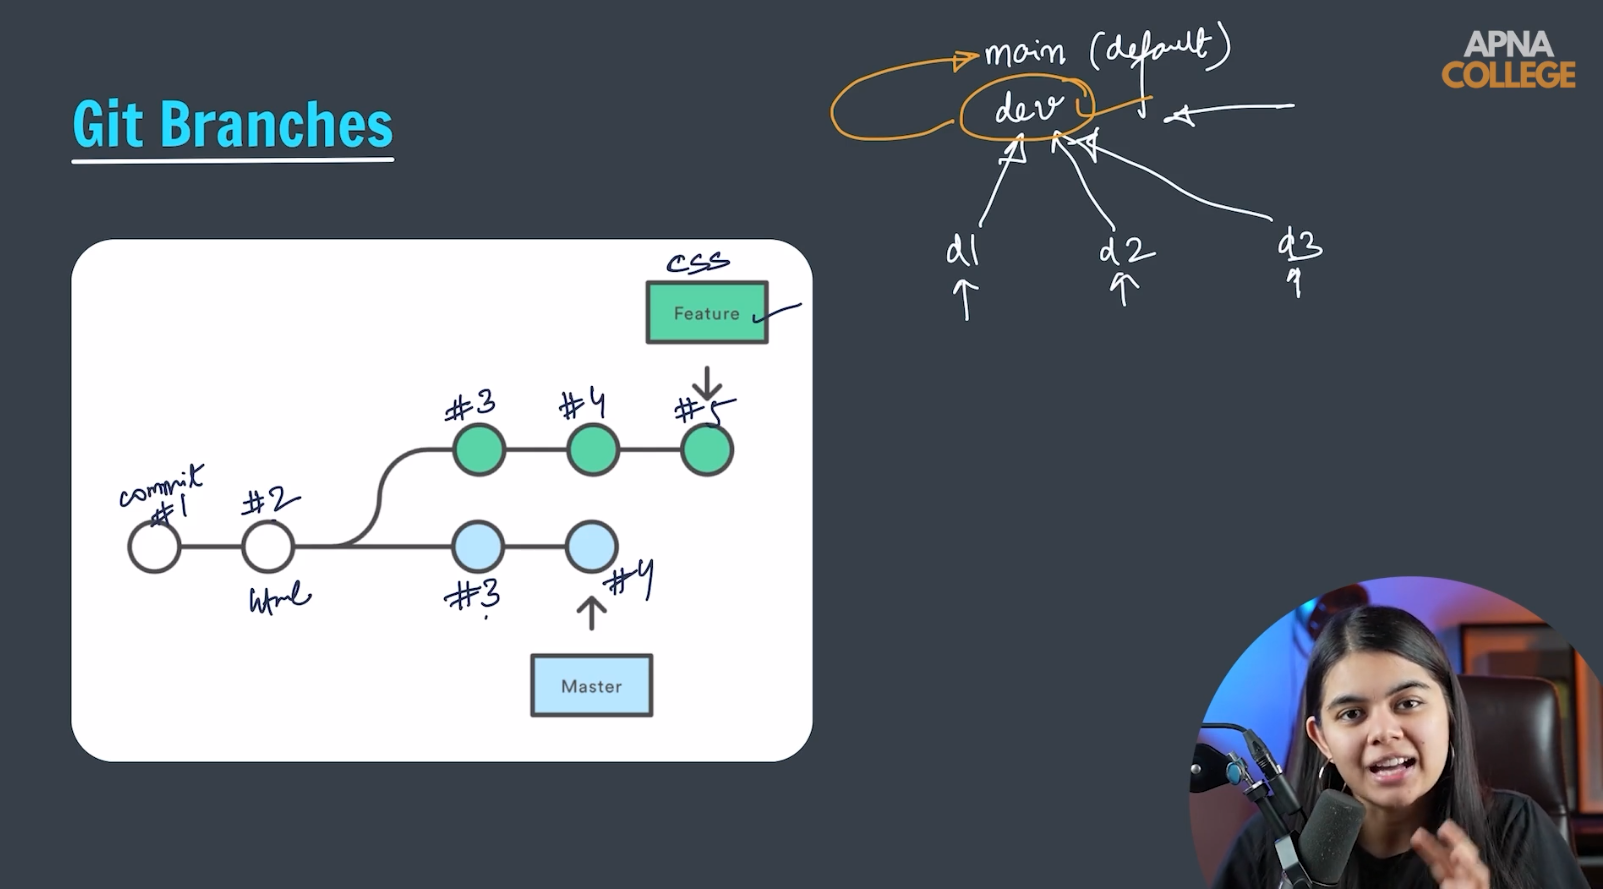 Git Branches
main (default)
dev
d1 d2 d3
APNA
COLLEGE
css
Feature
#3 #4 #5
commit
#1 #2
html
#3 #4
Master